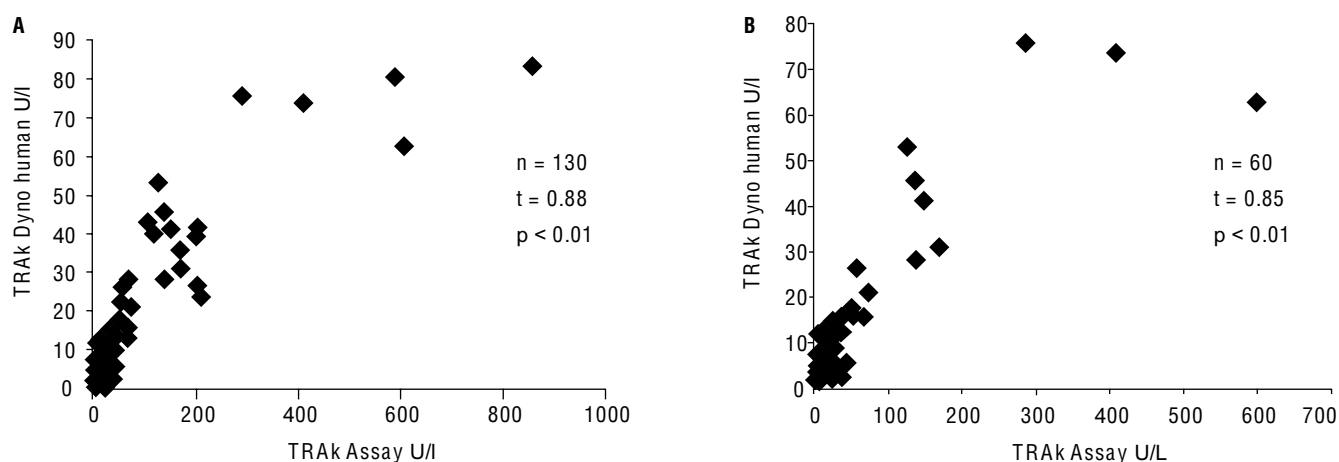 A
TRAk Dyno human U/l
90
80
70
60
50
40
30
20
10
0
n = 130
t = 0.88
p < 0.01
0 200 400 600 800 1000
TRAk Assay U/l
B
TRAk Dyno human U/l
80
70
60
50
40
30
20
10
0
n = 60
t = 0.85
p < 0.01
0 100 200 300 400 500 600 700
TRAk Assay U/L